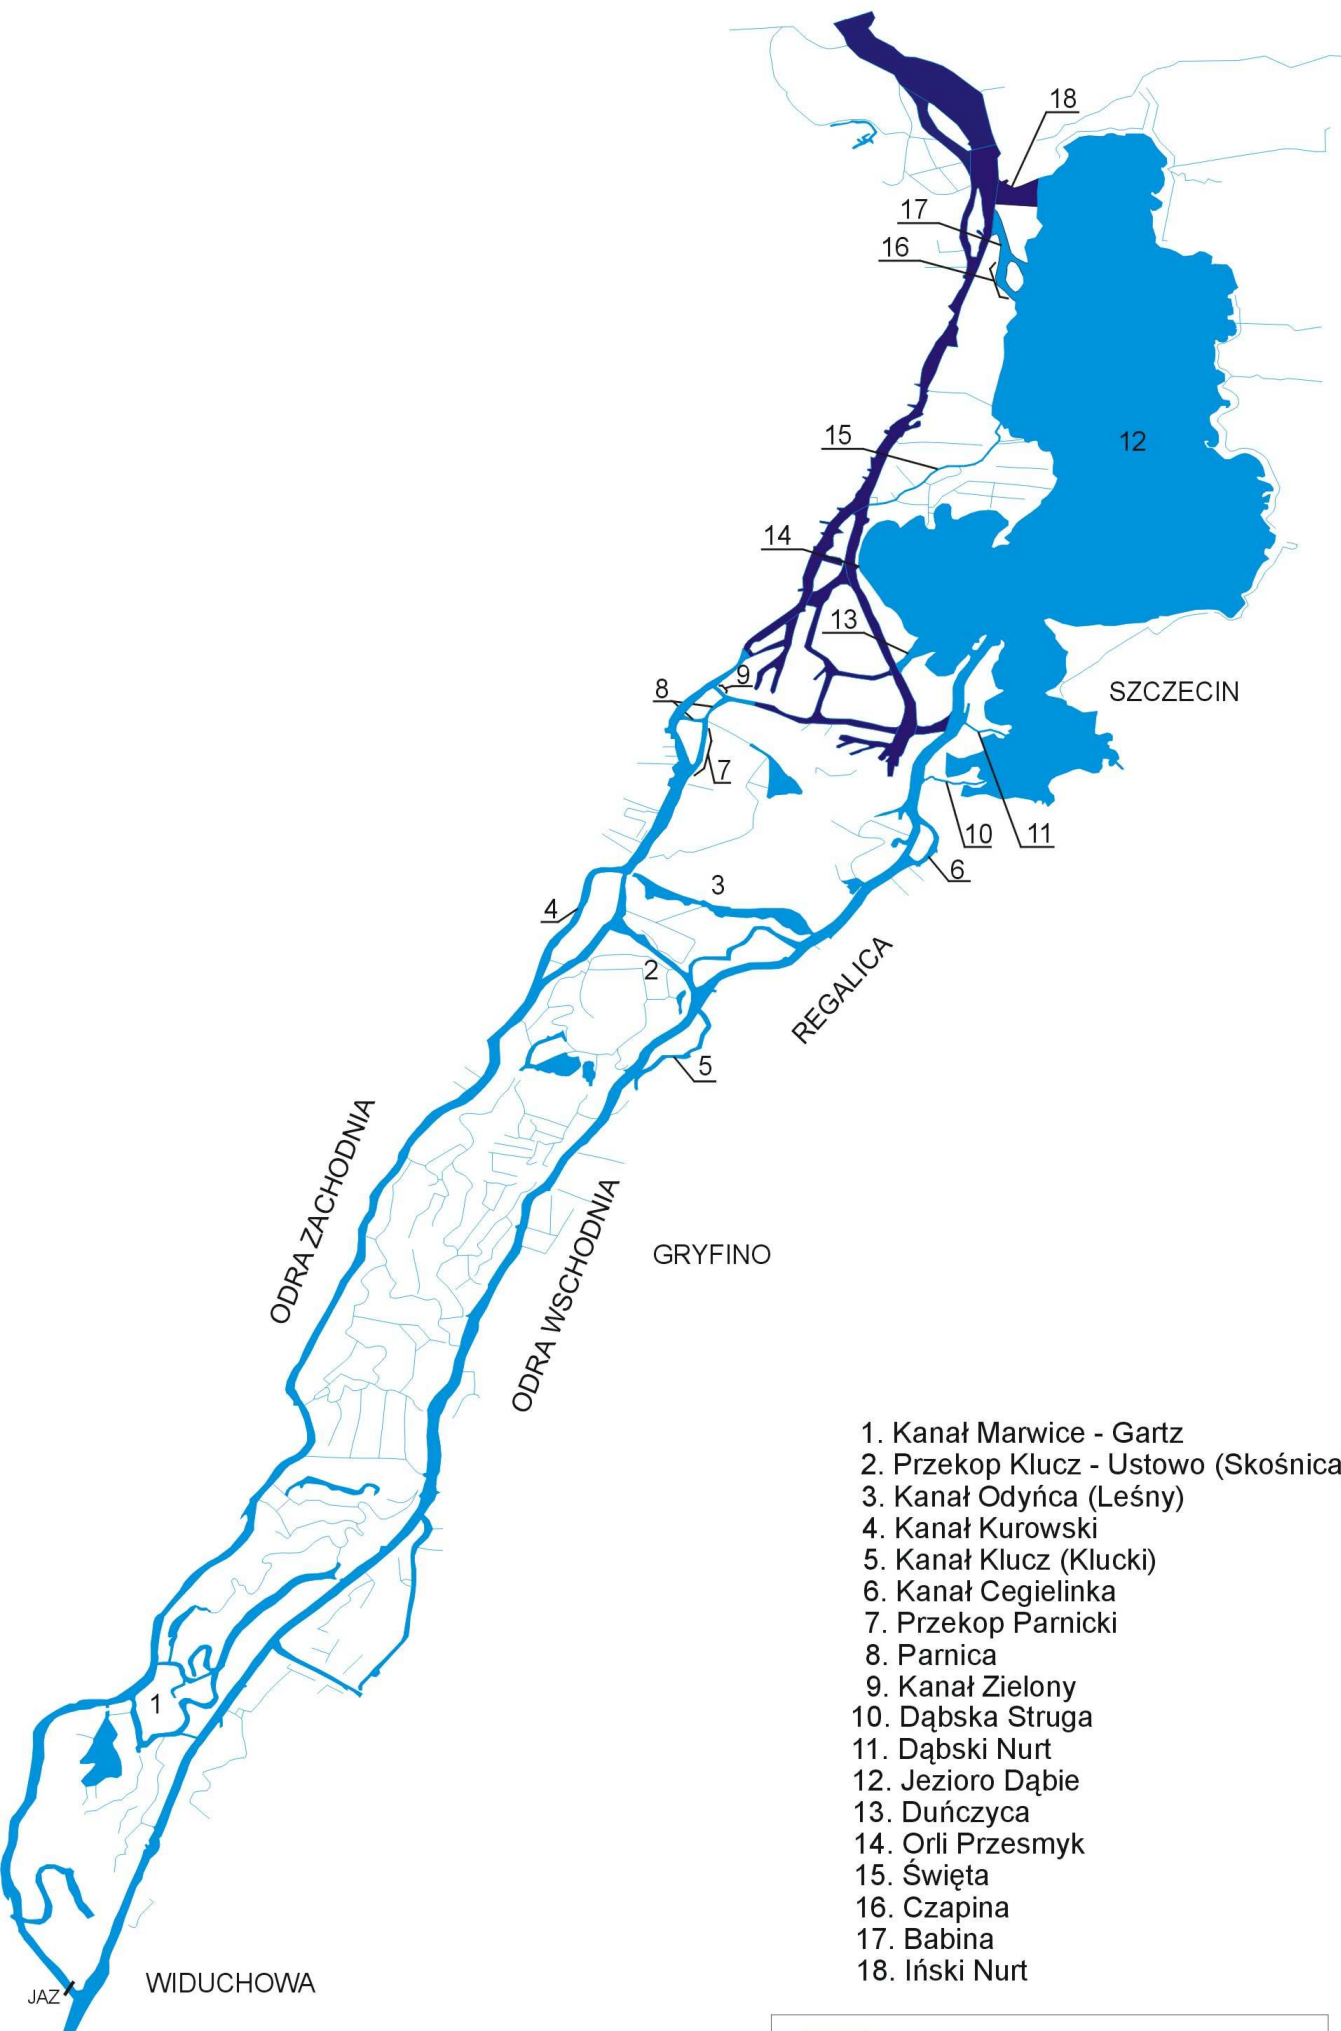 18
17
16
15
12
14
13
SZCZECIN
9
8
7
10
11
6
3
4
2
REGALICA
5
ODRA ZACHODNIA
ODRA WSCHODNIA
GRYFINO
1. Kanał Marwice - Gartz
2. Przekop Klucz - Ustowo (Skośnica
3. Kanał Odyńca (Leśny)
4. Kanał Kurowski
5. Kanał Klucz (Klucki)
6. Kanał Cegielinka
7. Przekop Parnicki
8. Parnica
9. Kanał Zielony
10. Dąbska Struga
11. Dąbski Nurt
12. Jezioro Dąbie
13. Duńczyca
14. Orli Przesmyk
15. Święta
16. Czapina
17. Babina
18. Iński Nurt
1
WIDUCHOWA
JAZ